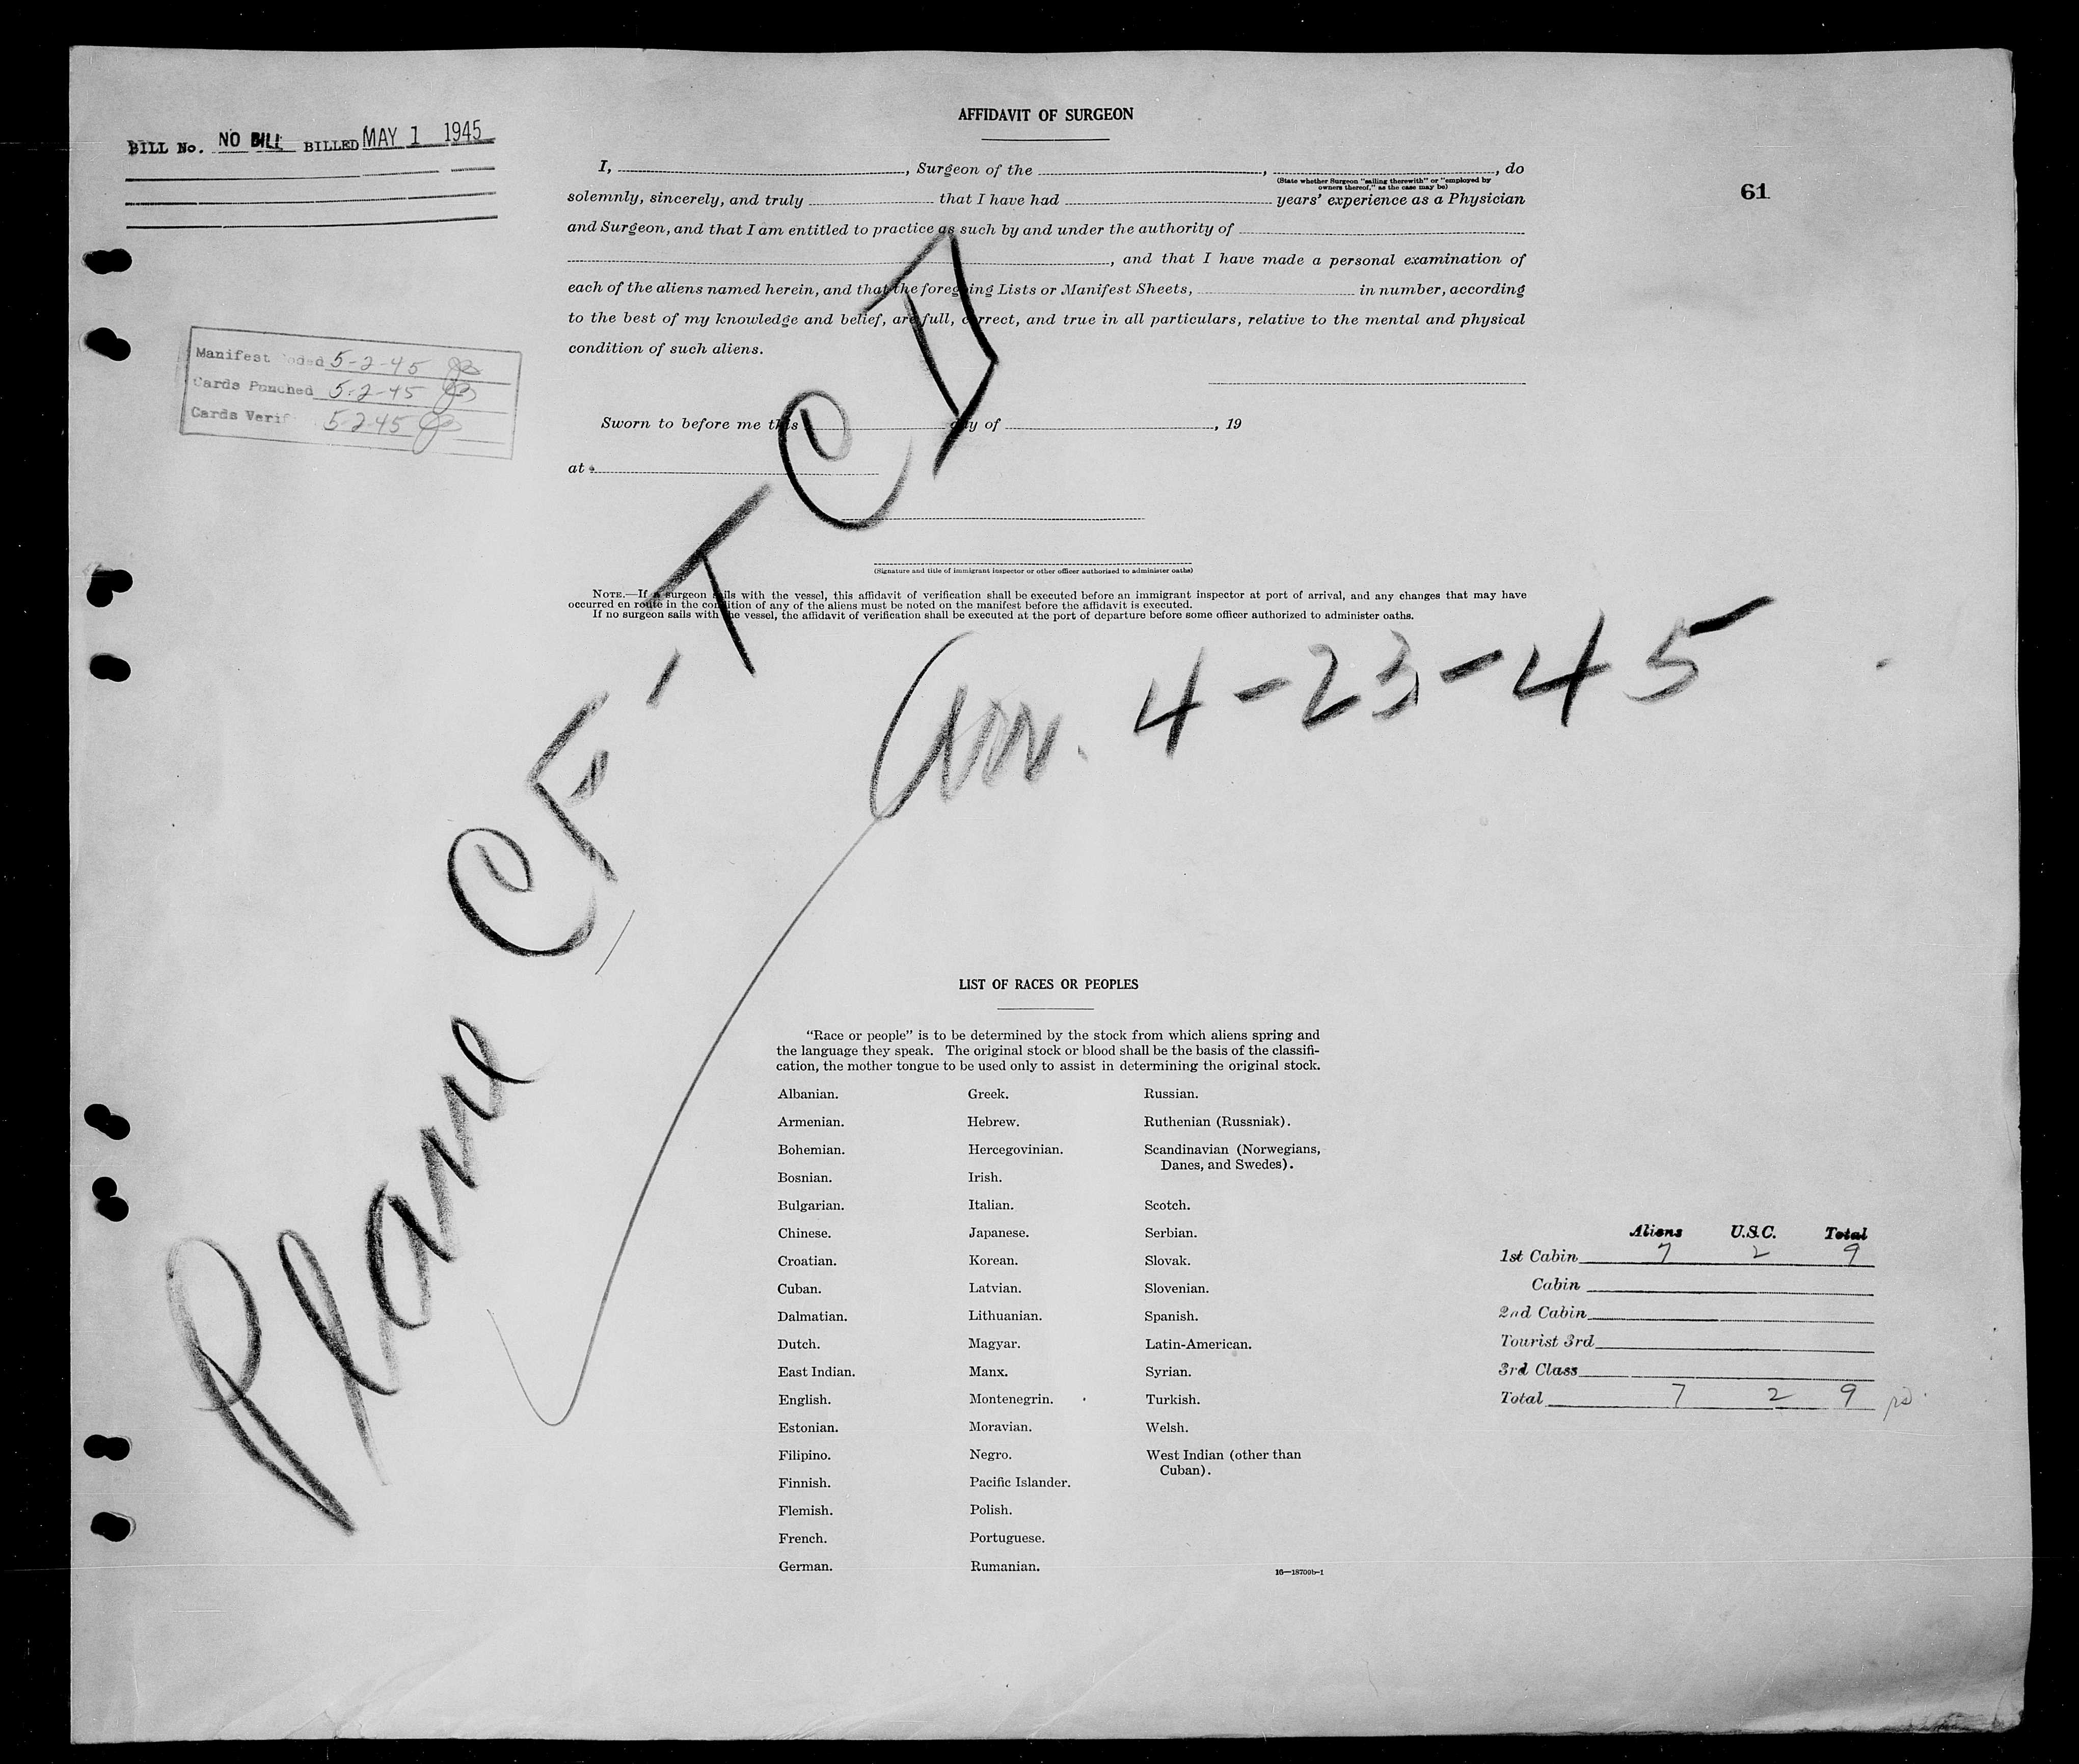 AFFIDAVIT OF SURGEON
BILL No. NO BILL BILLED MAY 1 1945
I, , Surgeon of the , , do
(State whether Surgeon "sailing therewith" or "employed by
owners thereof," as the case may be)
61
solemnly, sincerely, and truly that I have had years' experience as a Physician
and Surgeon, and that I am entitled to practice as such by and under the authority of
, and that I have made a personal examination of
each of the aliens named herein, and that the foregoing Lists or Manifest Sheets, in number, according
to the best of my knowledge and belief, are full, correct, and true in all particulars, relative to the mental and physical
condition of such aliens.
Manifest Coded 5-2-45
Cards Punched 5-2-45
Cards Verif 5-2-45
Sworn to before me this day of , 19
at
(Signature and title of immigrant inspector or other officer authorized to administer oaths)
NOTE.—If a surgeon sails with the vessel, this affidavit of verification shall be executed before an immigrant inspector at port of arrival, and any changes that may have
occurred en route in the condition of any of the aliens must be noted on the manifest before the affidavit is executed.
If no surgeon sails with the vessel, the affidavit of verification shall be executed at the port of departure before some officer authorized to administer oaths.
Plane CF-TCD
Arr. 4-23-45
LIST OF RACES OR PEOPLES
"Race or people" is to be determined by the stock from which aliens spring and
the language they speak. The original stock or blood shall be the basis of the classifi-
cation, the mother tongue to be used only to assist in determining the original stock.
Albanian.
Armenian.
Bohemian.
Bosnian.
Bulgarian.
Chinese.
Croatian.
Cuban.
Dalmatian.
Dutch.
East Indian.
English.
Estonian.
Filipino.
Finnish.
Flemish.
French.
German.
Greek.
Hebrew.
Hercegovinian.
Irish.
Italian.
Japanese.
Korean.
Latvian.
Lithuanian.
Magyar.
Manx.
Montenegrin.
Moravian.
Negro.
Pacific Islander.
Polish.
Portuguese.
Rumanian.
Russian.
Ruthenian (Russniak).
Scandinavian (Norwegians,
Danes, and Swedes).
Scotch.
Serbian.
Slovak.
Slovenian.
Spanish.
Latin-American.
Syrian.
Turkish.
Welsh.
West Indian (other than
Cuban).
16—18709b-1
Aliens U.S.C. Total
1st Cabin 7 2 9
Cabin
2nd Cabin
Tourist 3rd
3rd Class
Total 7 2 9